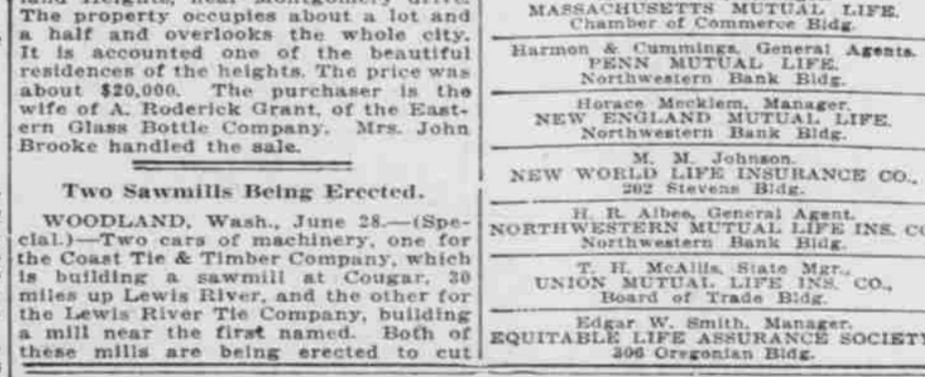 land Heights, near Montgomery drive.
The property occupies about a lot and
a half and overlooks the whole city.
It is accounted one of the beautiful
residences of the heights. The price was
about $20,000. The purchaser is the
wife of A. Roderick Grant, of the East-
ern Glass Bottle Company. Mrs. John
Brooke handled the sale.
Two Sawmills Being Erected.
WOODLAND, Wash., June 28.—(Spe-
cial.)—Two cars of machinery, one for
the Coast Tie & Timber Company, which
is building a sawmill at Cougar, 30
miles up Lewis River, and the other for
the Lewis River Tie Company, building
a mill near the first named. Both of
these mills are being erected to cut
MASSACHUSETTS MUTUAL LIFE.
Chamber of Commerce Bldg.
Harmon & Cummings, General Agents.
PENN MUTUAL LIFE.
Northwestern Bank Bldg.
Horace Mecklem, Manager.
NEW ENGLAND MUTUAL LIFE.
Northwestern Bank Bldg.
M. M. Johnson.
NEW WORLD LIFE INSURANCE CO.,
202 Stevens Bldg.
H. R. Albee, General Agent.
NORTHWESTERN MUTUAL LIFE INS. CO
Northwestern Bank Bldg.
T. H. McAllis, State Mgr.,
UNION MUTUAL LIFE INS. CO.,
Board of Trade Bldg.
Edgar W. Smith, Manager.
EQUITABLE LIFE ASSURANCE SOCIETY
306 Oregonian Bldg.